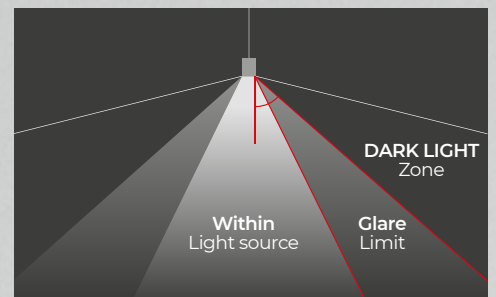 DARK LIGHT
Zone
Within
Light source
Glare
Limit